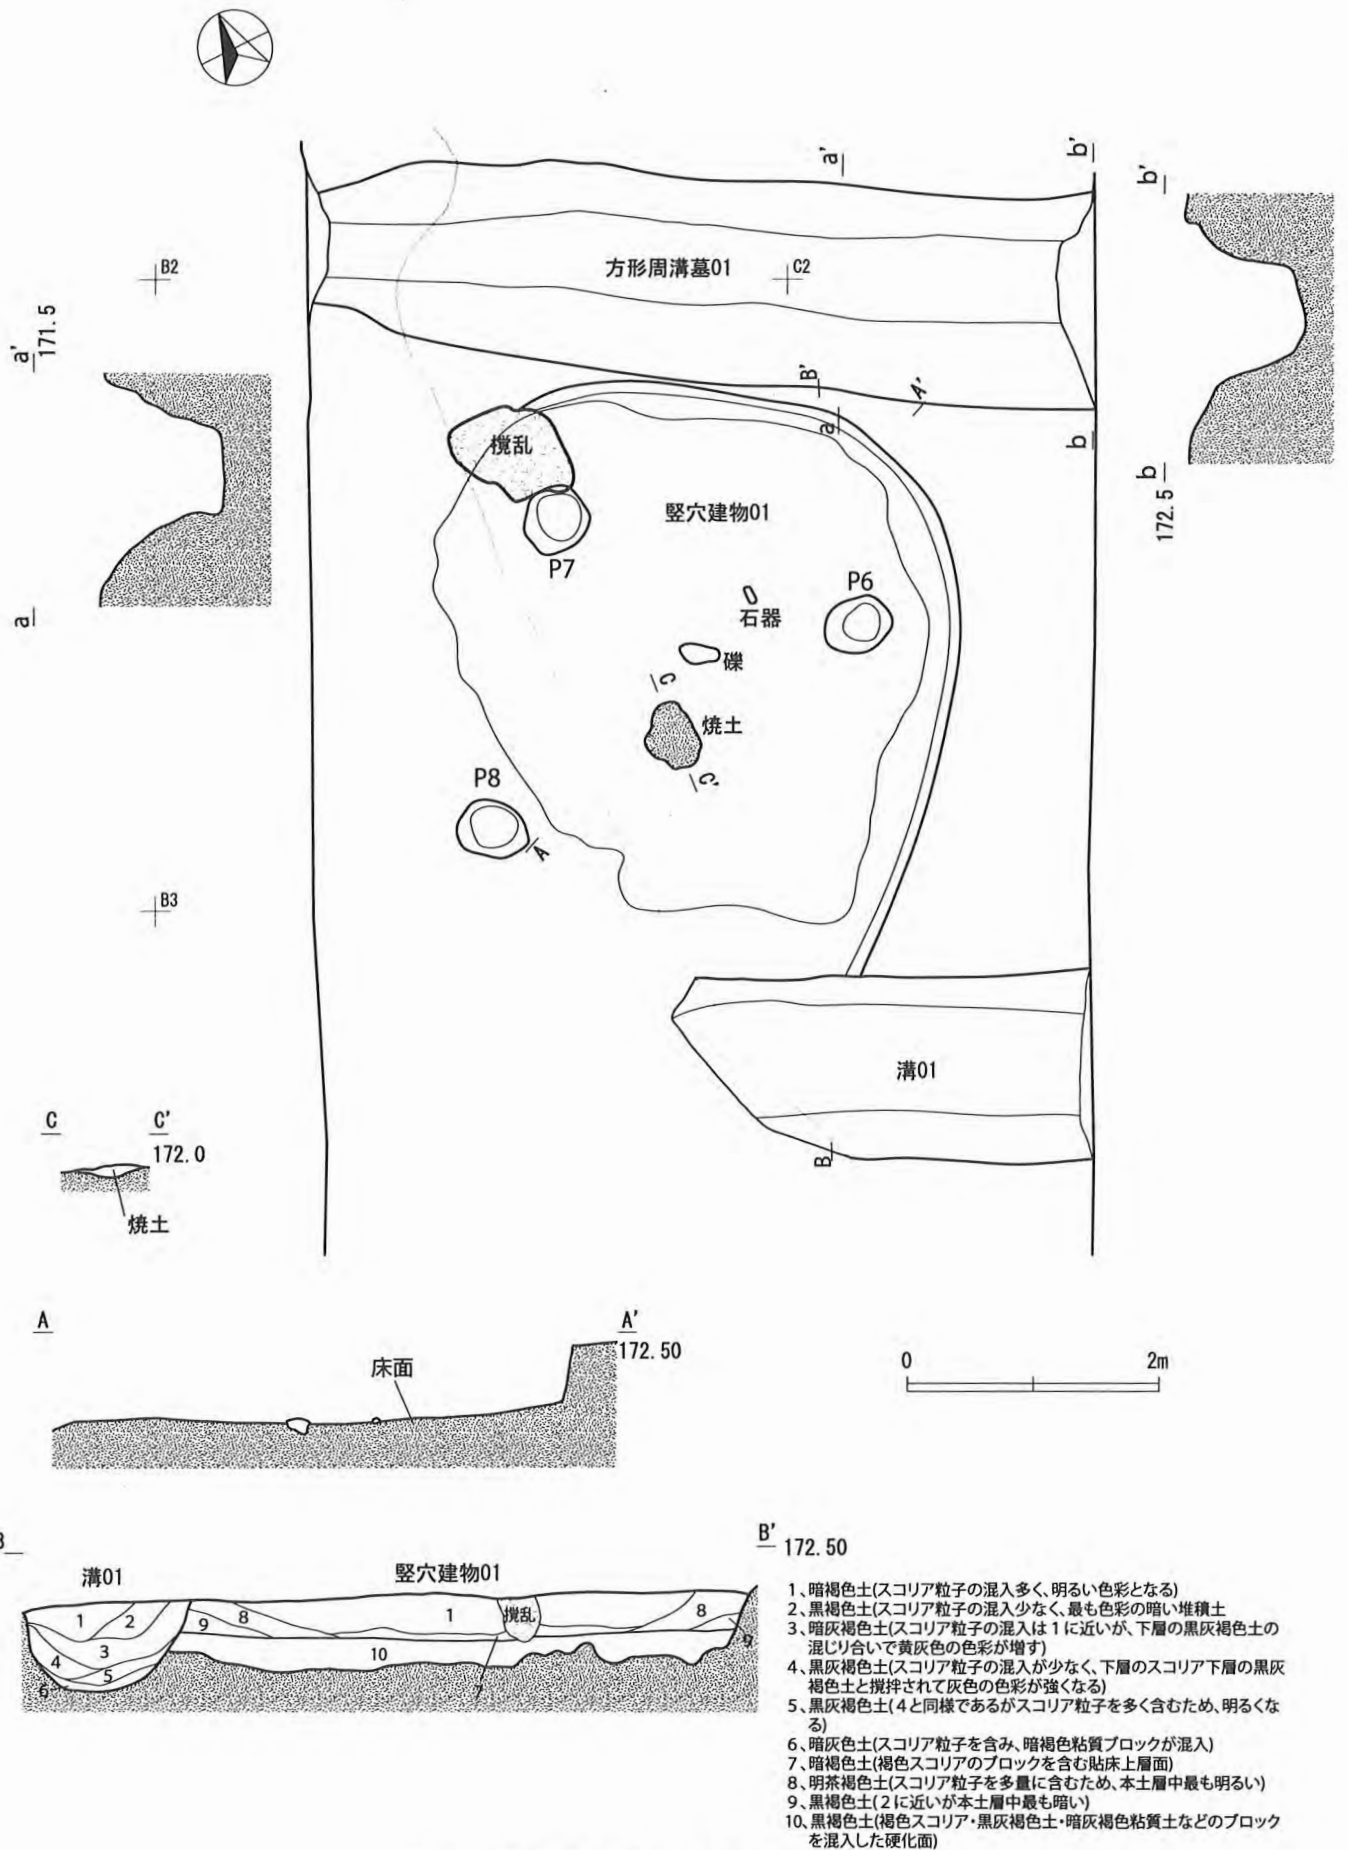 a'
b'
b'
B2
方形周溝墓01
C2
a'
171.5
B'
A'
a
b
b
172.5
撹乱
竪穴建物01
P7
P6
石器
礫
C
焼土
C'
a
P8
A
B3
溝01
B
C
C'
172.0
焼土
A
A'
172.50
床面
0
2m
B'
172.50
溝01
竪穴建物01
1
2
3
4
5
6
9
8
1
撹乱
8
9
10
7
1、暗褐色土(スコリア粒子の混入多く、明るい色彩となる)
2、黒褐色土(スコリア粒子の混入少なく、最も色彩の暗い堆積土
3、暗灰褐色土(スコリア粒子の混入は1に近いが、下層の黒灰褐色土の
混じり合いで黄灰色の色彩が増す)
4、黒灰褐色土(スコリア粒子の混入が少なく、下層のスコリア下層の黒灰
褐色土と撹拌されて灰色の色彩が強くなる)
5、黒灰褐色土(4と同様であるがスコリア粒子を多く含むため、明るくな
る)
6、暗灰色土(スコリア粒子を含み、暗褐色粘質ブロックが混入)
7、暗褐色土(褐色スコリアのブロックを含む貼床上層面)
8、明茶褐色土(スコリア粒子を多量に含むため、本土層中最も明るい)
9、黒褐色土(2に近いが本土層中最も暗い)
10、黒褐色土(褐色スコリア・黒灰褐色土・暗灰褐色粘質土などのブロック
を混入した硬化面)